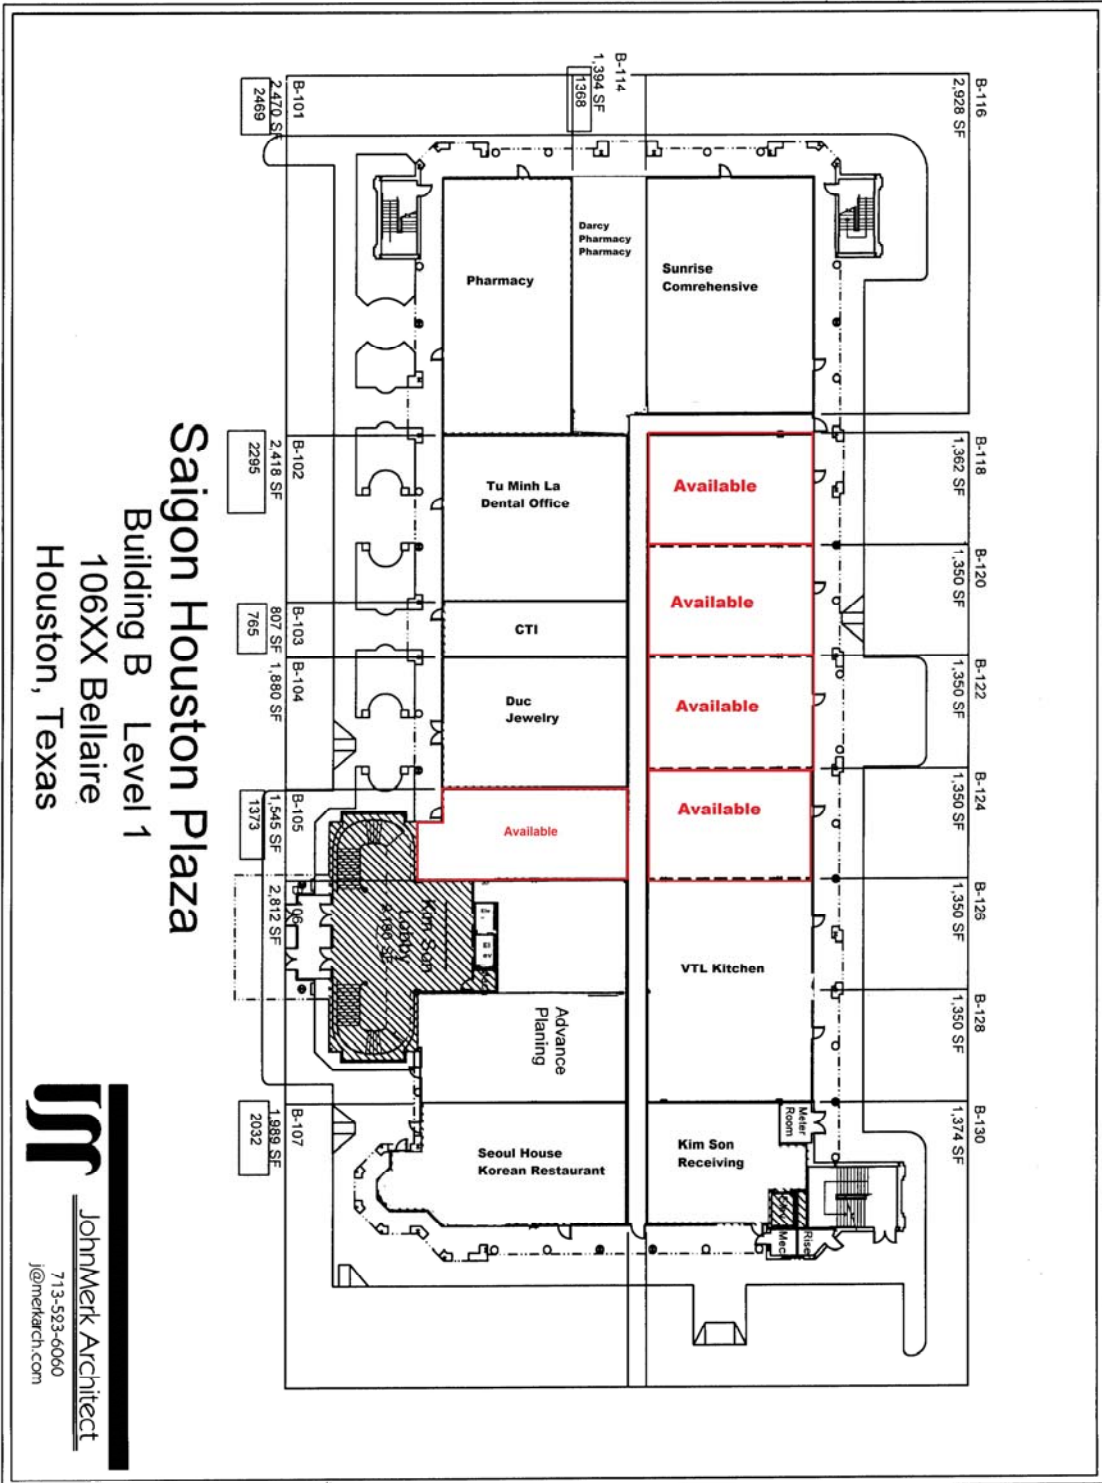 B-114
1,394 SF
1368
B-116
2,928 SF
B-101
2,470 SF
2469
Darcy
Pharmacy
Pharmacy
Pharmacy
Sunrise
Comrehensive
B-102
2,418 SF
2295
Tu Minh La
Dental Office
Available
B-118
1,362 SF
B-103
807 SF
765
CTI
Available
B-120
1,350 SF
B-104
1,880 SF
Duc
Jewelry
Available
B-122
1,350 SF
B-105
1,545 SF
1373
Available
Available
B-124
1,350 SF
106
2,812 SF
Kim Son
Lobby
VTL Kitchen
B-126
1,350 SF
Advance
Planing
B-128
1,350 SF
B-107
1,989 SF
2032
Seoul House
Korean Restaurant
Kim Son
Receiving
Meter
Room
Mech
Riser
B-130
1,374 SF
Saigon Houston Plaza
Building B Level 1
106XX Bellaire
Houston, Texas
JohnMerk Architect
713-523-6060
j@merkarch.com